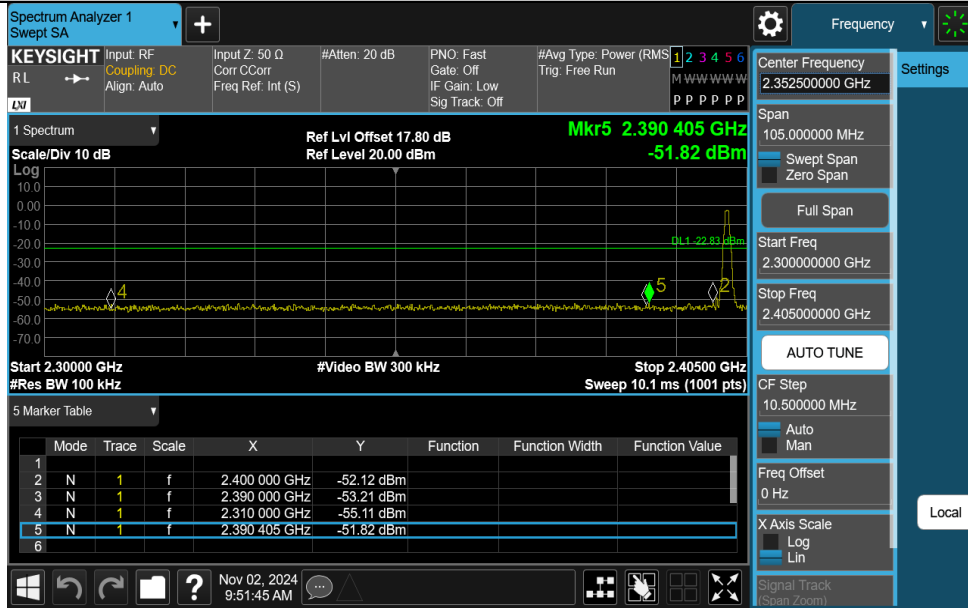 Spectrum Analyzer 1
Swept SA
+
Frequency
KEYSIGHT
RL
LXI
Input: RF
Coupling: DC
Align: Auto
Input Z: 50 Ω
Corr CCorr
Freq Ref: Int (S)
#Atten: 20 dB
PNO: Fast
Gate: Off
IF Gain: Low
Sig Track: Off
#Avg Type: Power (RMS
Trig: Free Run
1 2 3 4 5 6
M W W W W W
P P P P P P
1 Spectrum
Scale/Div 10 dB
Ref Lvl Offset 17.80 dB
Ref Level 20.00 dBm
Mkr5 2.390 405 GHz
-51.82 dBm
Log
10.0
0.00
-10.0
-20.0
-30.0
-40.0
-50.0
-60.0
-70.0
DL1 -22.83 dBm
4
5
2
Start 2.30000 GHz
#Res BW 100 kHz
#Video BW 300 kHz
Stop 2.40500 GHz
Sweep 10.1 ms (1001 pts)
5 Marker Table
Mode Trace Scale X Y Function Function Width Function Value
1
2 N 1 f 2.400 000 GHz -52.12 dBm
3 N 1 f 2.390 000 GHz -53.21 dBm
4 N 1 f 2.310 000 GHz -55.11 dBm
5 N 1 f 2.390 405 GHz -51.82 dBm
6
?
Nov 02, 2024
9:51:45 AM
Center Frequency
2.352500000 GHz
Span
105.000000 MHz
Swept Span
Zero Span
Full Span
Start Freq
2.300000000 GHz
Stop Freq
2.405000000 GHz
AUTO TUNE
CF Step
10.500000 MHz
Auto
Man
Freq Offset
0 Hz
X Axis Scale
Log
Lin
Signal Track
(Span Zoom)
Settings
Local